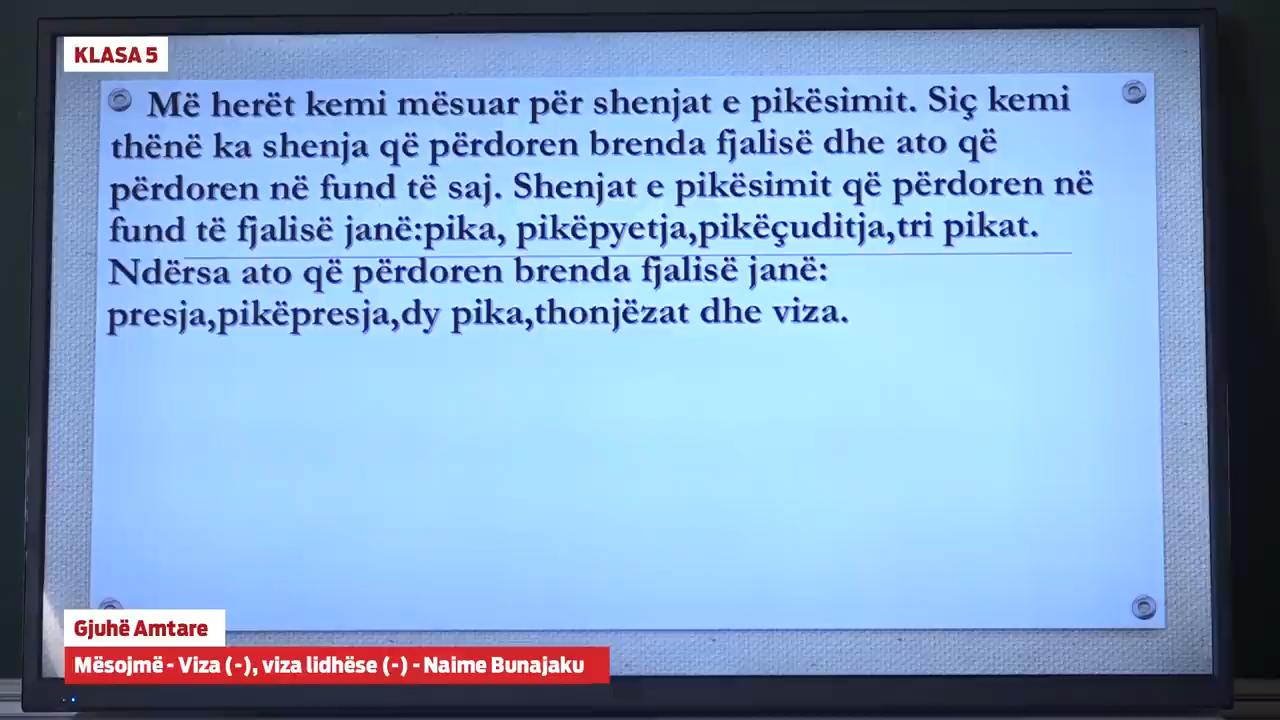 KLASA 5
Më herët kemi mësuar për shenjat e pikësimit. Siç kemi
thënë ka shenja që përdoren brenda fjalisë dhe ato që
përdoren në fund të saj. Shenjat e pikësimit që përdoren në
fund të fjalisë janë:pika, pikëpyetja,pikëçuditja,tri pikat.
Ndërsa ato që përdoren brenda fjalisë janë:
presja,pikëpresja,dy pika,thonjëzat dhe viza.
Gjuhë Amtare
Mësojmë - Viza (-), viza lidhëse (-) - Naime Bunajaku